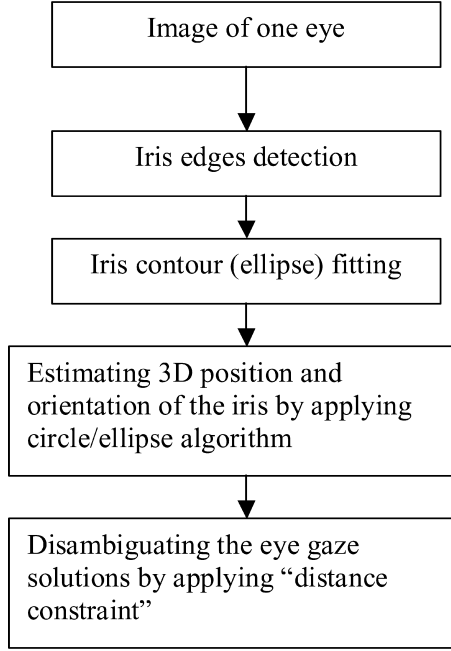 Image of one eye
Iris edges detection
Iris contour (ellipse) fitting
Estimating 3D position and
orientation of the iris by applying
circle/ellipse algorithm
Disambiguating the eye gaze
solutions by applying “distance
constraint”